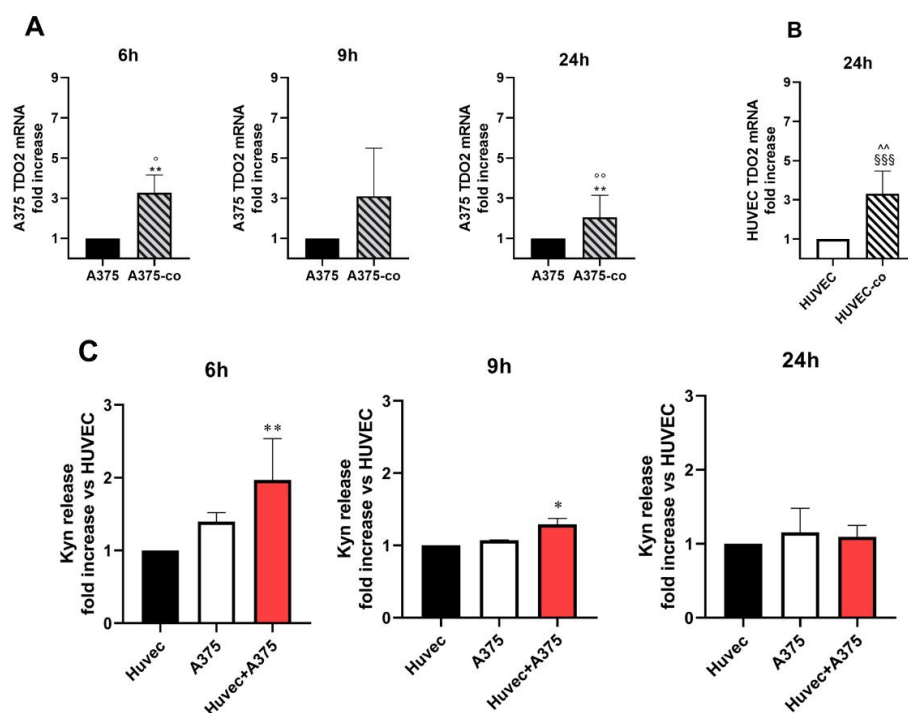 A
6h
A375 TDO2 mRNA
fold increase
9
7
5
3
1
°
**
A375 A375-co
9h
A375 TDO2 mRNA
fold increase
9
7
5
3
1
A375 A375-co
24h
A375 TDO2 mRNA
fold increase
9
7
5
3
1
°°
**
A375 A375-co
B
24h
HUVEC TDO2 mRNA
fold increase
9
7
5
3
1
^^
§§§
HUVEC
HUVEC-co
C
6h
Kyn release
fold increase vs HUVEC
3
2
1
0
**
Huvec
A375
Huvec+A375
9h
Kyn release
fold increase vs HUVEC
3
2
1
0
*
Huvec
A375
Huvec+A375
24h
Kyn release
fold increase vs HUVEC
3
2
1
0
Huvec
A375
Huvec+A375